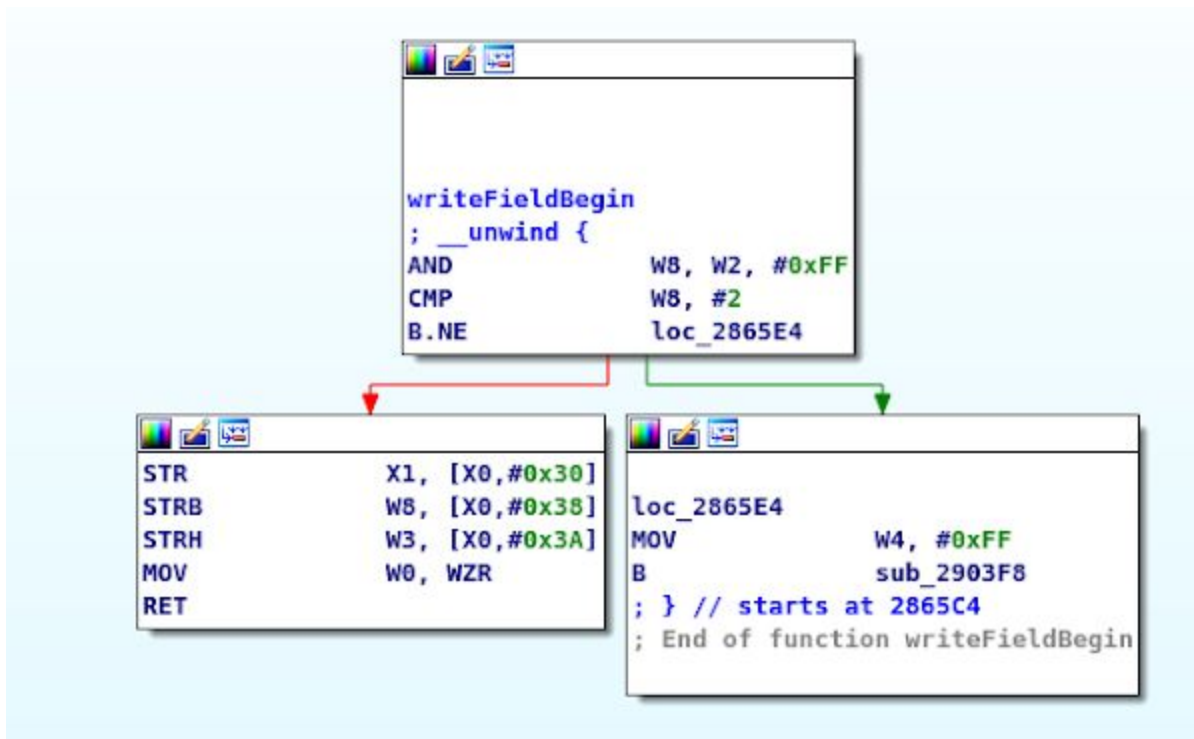 writeFieldBegin
; __unwind {
AND W8, W2, #0xFF
CMP W8, #2
B.NE loc_2865E4
STR X1, [X0,#0x30]
STRB W8, [X0,#0x38]
STRH W3, [X0,#0x3A]
MOV W0, WZR
RET
loc_2865E4
MOV W4, #0xFF
B sub_2903F8
; } // starts at 2865C4
; End of function writeFieldBegin